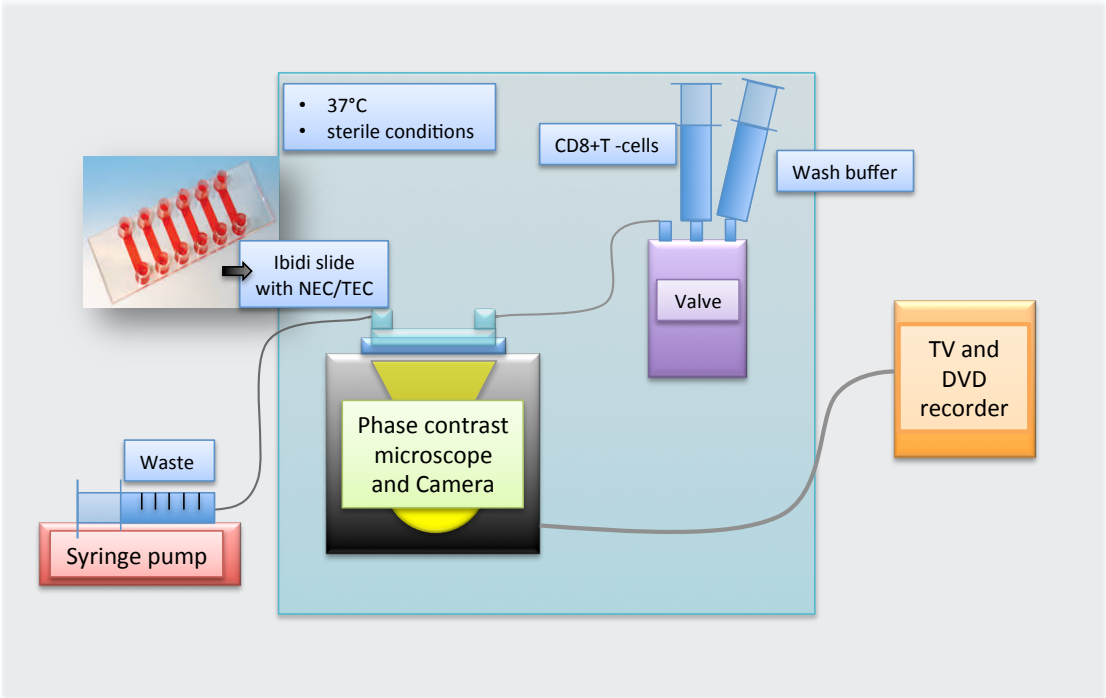 • 37°C
• sterile conditions
CD8+T -cells
Wash buffer
Ibidi slide
with NEC/TEC
Valve
TV and
DVD
recorder
Phase contrast
microscope
and Camera
Waste
Syringe pump